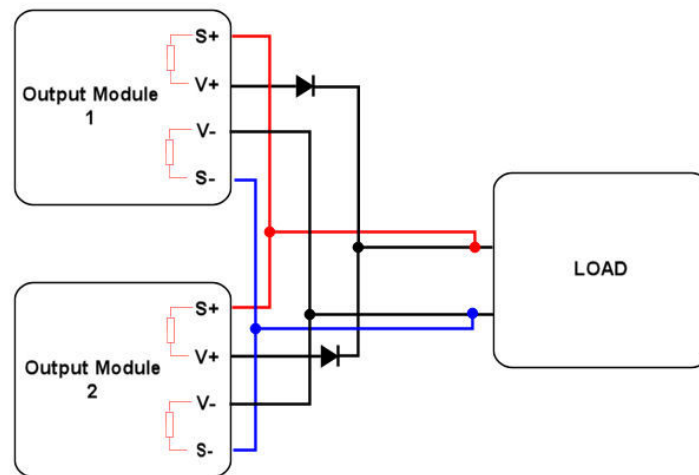 S+
V+
Output Module
1
V-
S-
LOAD
S+
V+
Output Module
2
V-
S-